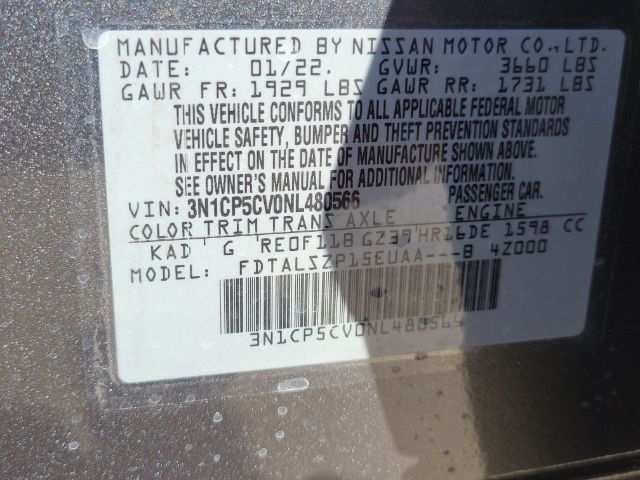 MANUFACTURED BY NISSAN MOTOR CO., LTD.
DATE: 01/22. GVWR: 3660 LBS
GAWR FR: 1929 LBS GAWR RR: 1731 LBS
THIS VEHICLE CONFORMS TO ALL APPLICABLE FEDERAL MOTOR
VEHICLE SAFETY, BUMPER AND THEFT PREVENTION STANDARDS
IN EFFECT ON THE DATE OF MANUFACTURE SHOWN ABOVE.
SEE OWNER'S MANUAL FOR ADDITIONAL INFORMATION.
VIN: 3N1CP5CV0NL480566 PASSENGER CAR.
COLOR TRIM TRANS AXLE ENGINE
KAD G RE0F11B GZ39 HR16DE 1598 CC
MODEL: FDTALSZP15EUAA---B 42000
3N1CP5CV0NL480566